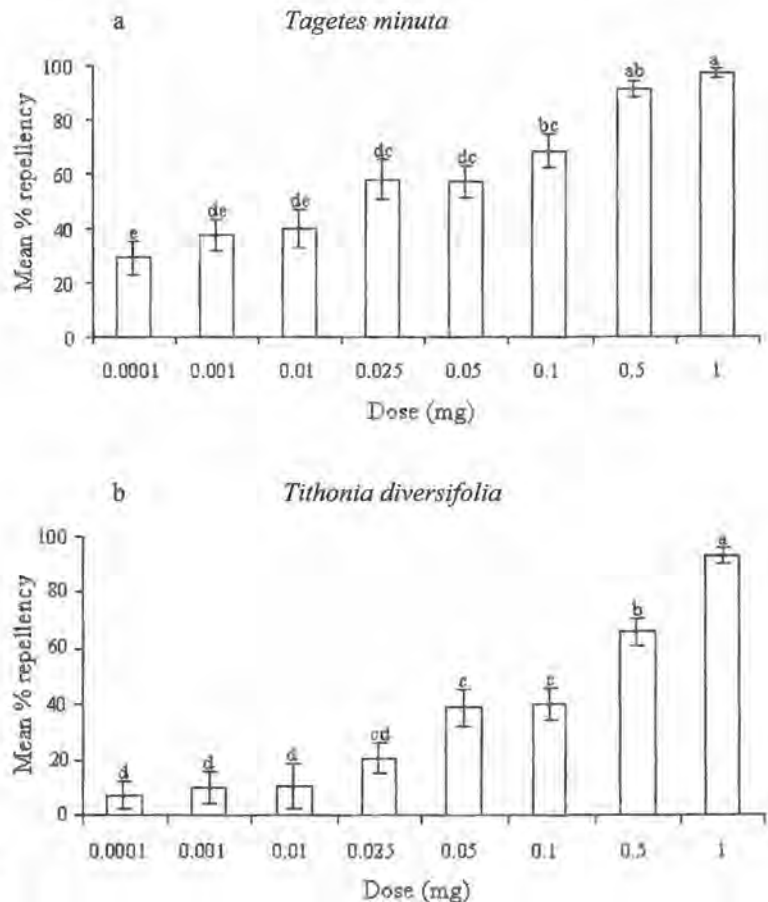 a Tagetes minuta
100
80
60
40
20
0
Mean % repellency
e de de dc dc bc ab a
0.0001 0.001 0.01 0.025 0.05 0.1 0.5 1
Dose (mg)
b Tithonia diversifolia
100
80
60
40
20
0
Mean % repellency
d d d cd c c b a
0.0001 0.001 0.01 0.025 0.05 0.1 0.5 1
Dose (mg)